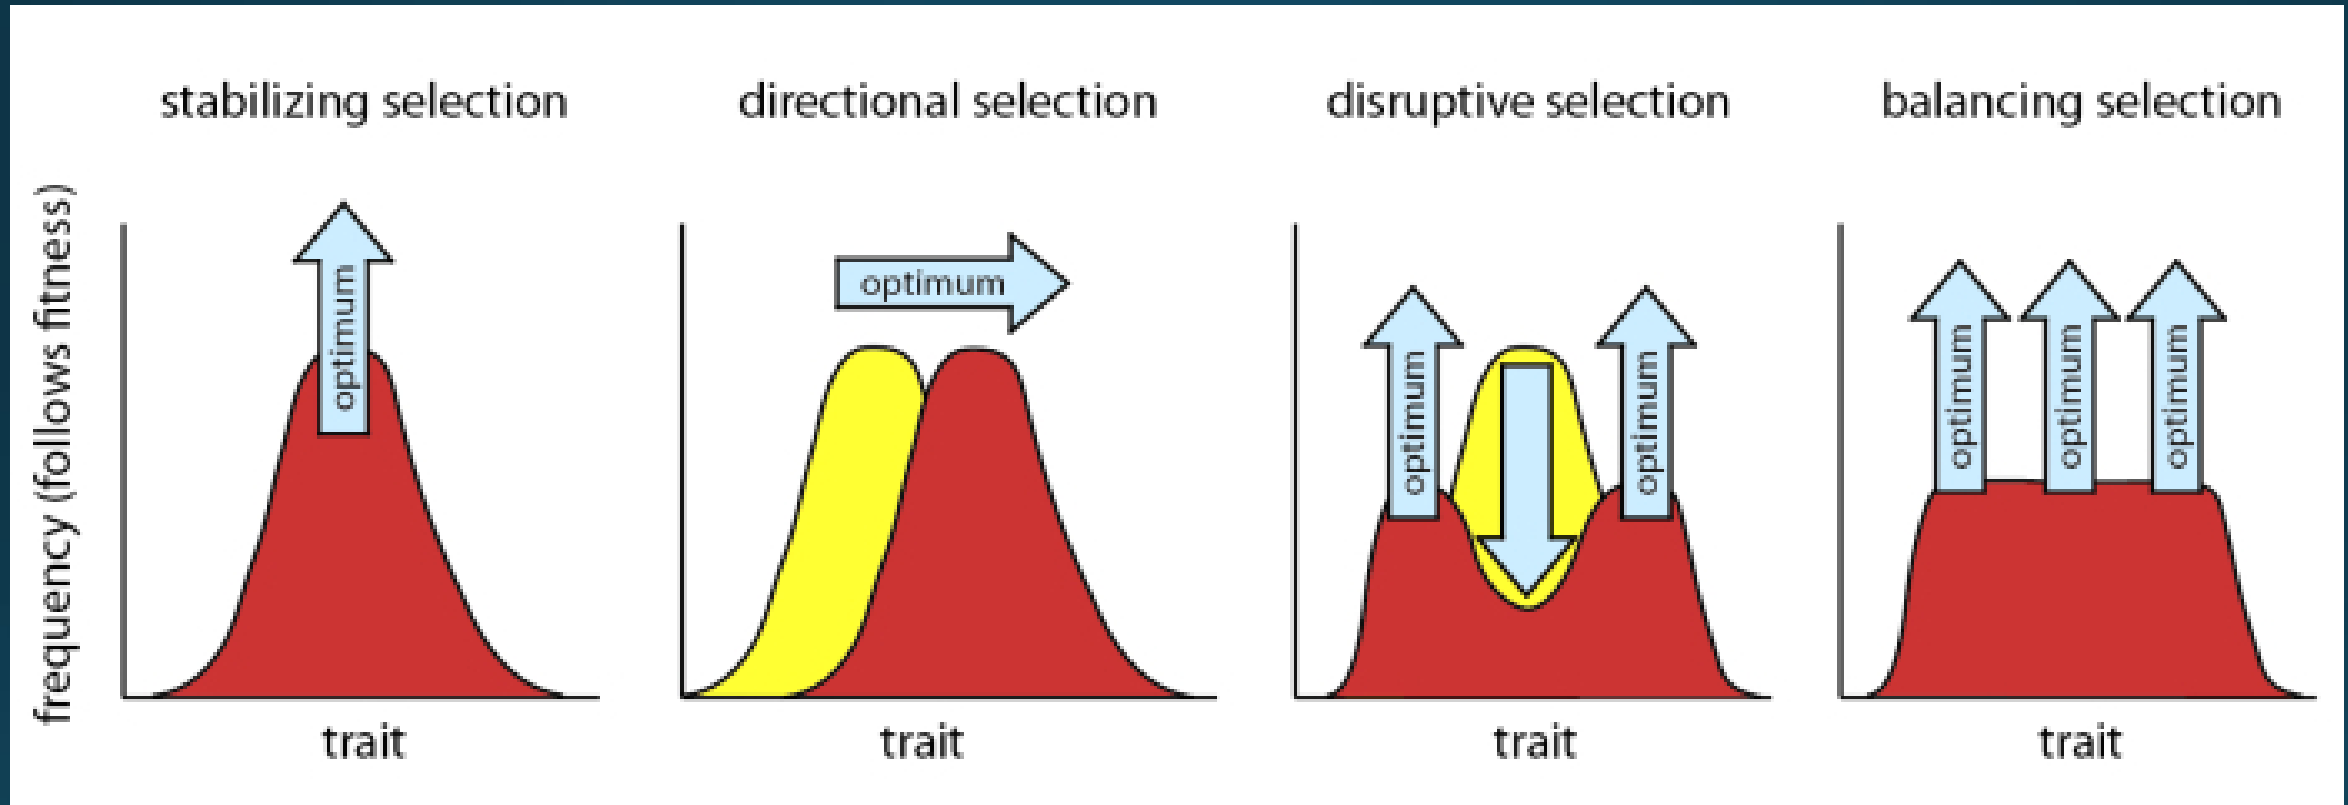 stabilizing selection
directional selection
disruptive selection
balancing selection
frequency (follows fitness)
optimum
optimum
optimum
optimum
optimum
optimum
optimum
trait
trait
trait
trait